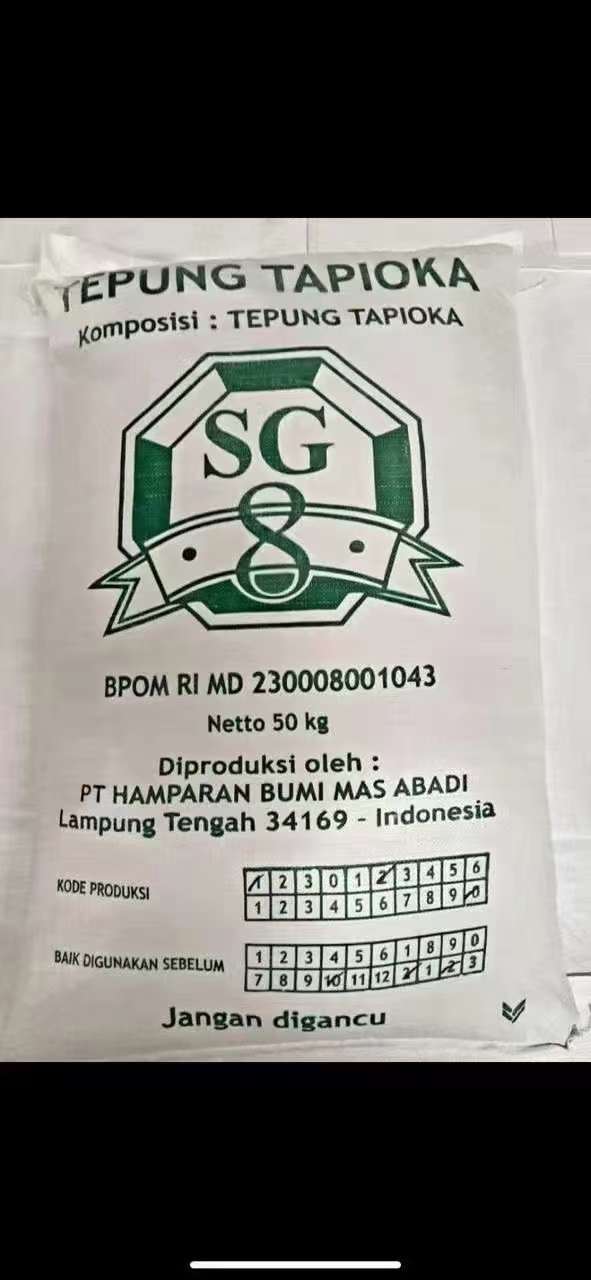 TEPUNG TAPIOKA
Komposisi : TEPUNG TAPIOKA
SG
8
BPOM RI MD 230008001043
Netto 50 kg
Diproduksi oleh :
PT HAMPARAN BUMI MAS ABADI
Lampung Tengah 34169 - Indonesia
KODE PRODUKSI
1 2 3 0 1 2 3 4 5 6
1 2 3 4 5 6 7 8 9 0
BAIK DIGUNAKAN SEBELUM
1 2 3 4 5 6 1 8 9 0
7 8 9 10 11 12 2 1 2 3
Jangan digancu